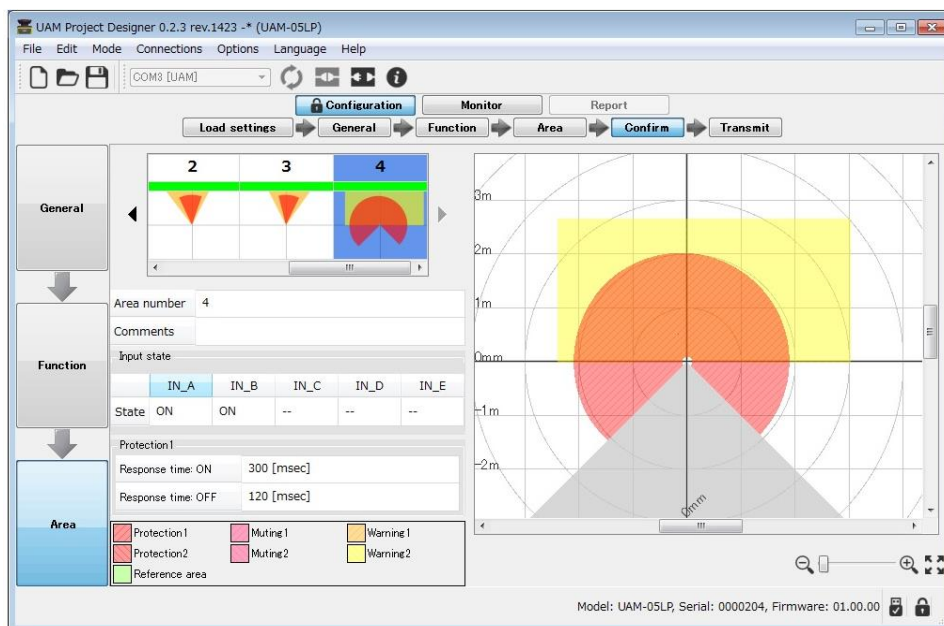 UAM Project Designer 0.2.3 rev.1423 -* (UAM-05LP)
File Edit Mode Connections Options Language Help
COM3 [UAM]
Configuration Monitor Report
Load settings General Function Area Confirm Transmit
General
Function
Area
2 3 4
Area number 4
Comments
Input state
IN_A IN_B IN_C IN_D IN_E
State ON ON -- -- --
Protection1
Response time: ON 300 [msec]
Response time: OFF 120 [msec]
Protection1 Muting1 Warning1
Protection2 Muting2 Warning2
Reference area
3m
2m
1m
0mm
-1m
-2m
0mm
Model: UAM-05LP, Serial: 0000204, Firmware: 01.00.00